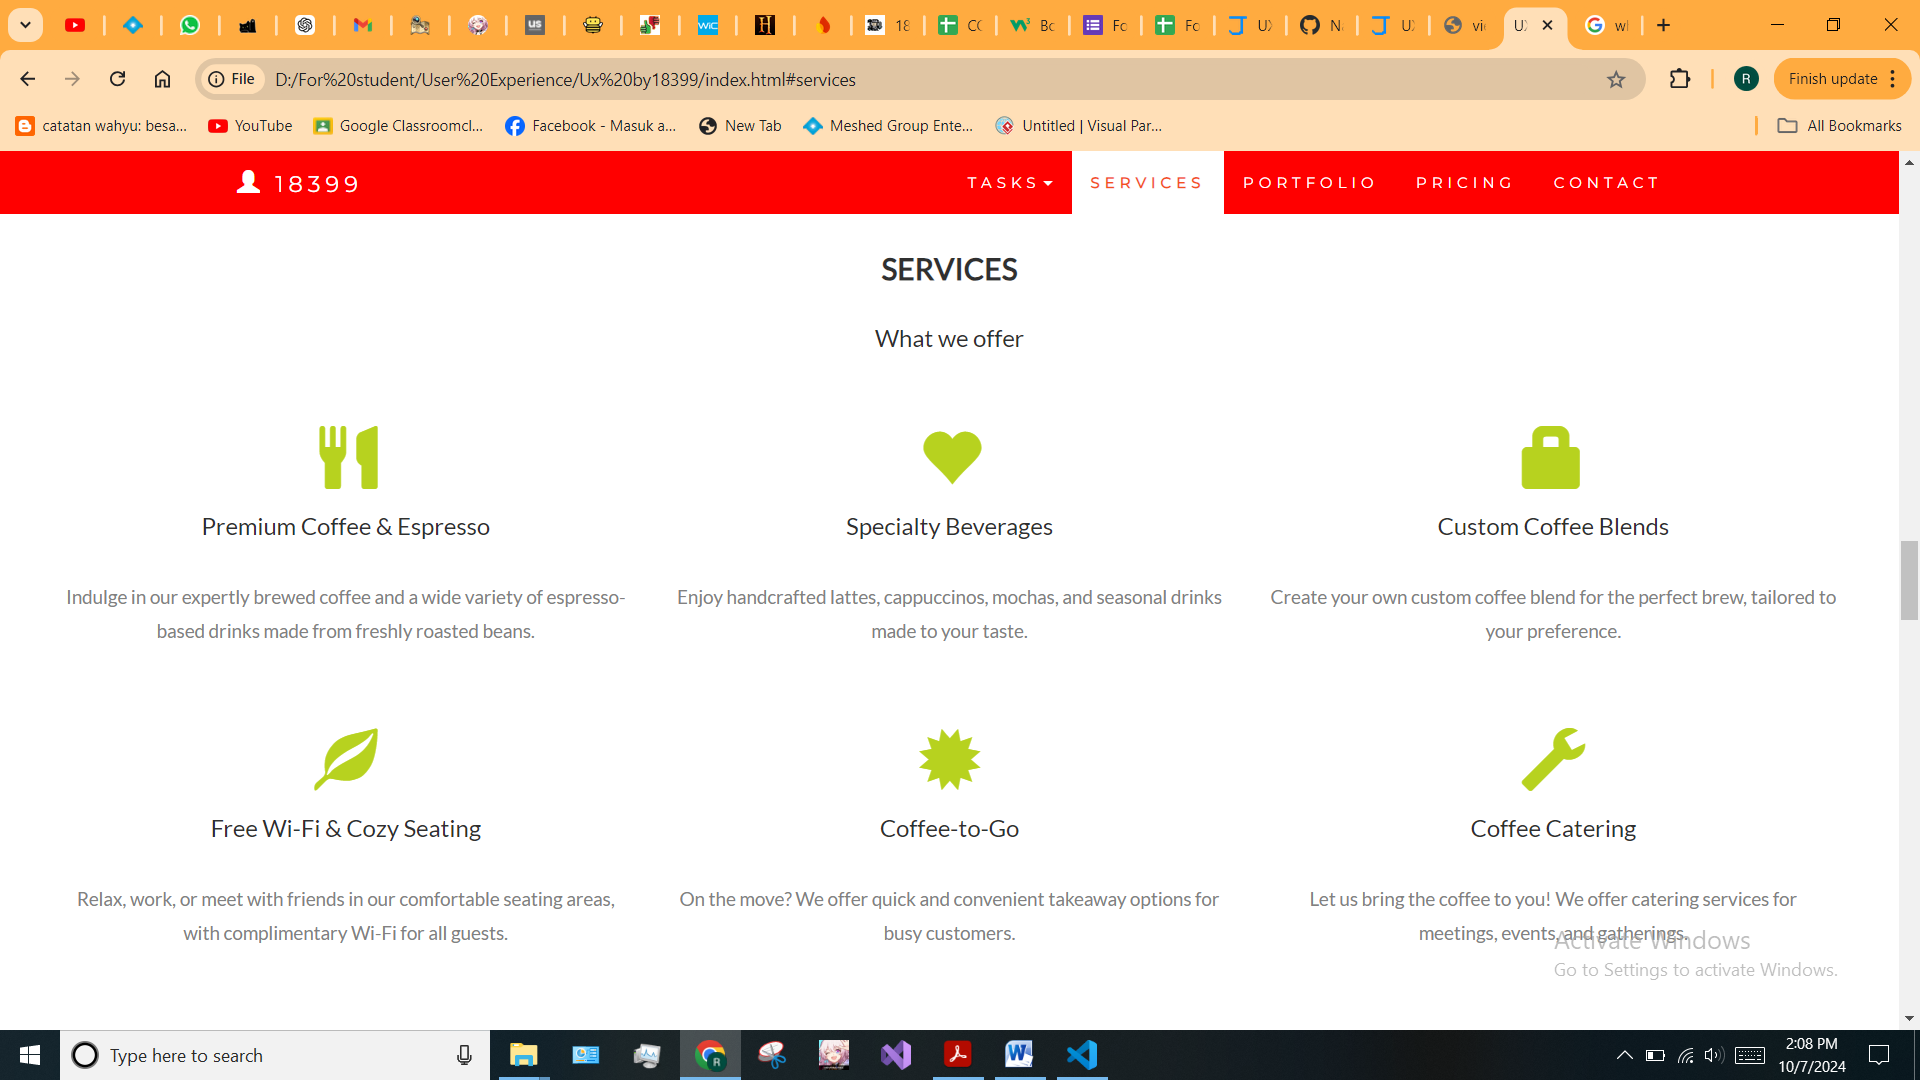 18
CC
Bc
Fc
Fc
UX
N
UX
vi
U
wl
File
D:/For%20student/User%20Experience/Ux%20by18399/index.html#services
R
Finish update
catatan wahyu: besa...
YouTube
Google Classroomcl...
Facebook - Masuk a...
New Tab
Meshed Group Ente...
Untitled | Visual Par...
All Bookmarks
18399
TASKS
SERVICES
PORTFOLIO
PRICING
CONTACT
SERVICES
What we offer
Premium Coffee & Espresso
Indulge in our expertly brewed coffee and a wide variety of espresso-
based drinks made from freshly roasted beans.
Specialty Beverages
Enjoy handcrafted lattes, cappuccinos, mochas, and seasonal drinks
made to your taste.
Custom Coffee Blends
Create your own custom coffee blend for the perfect brew, tailored to
your preference.
Free Wi-Fi & Cozy Seating
Relax, work, or meet with friends in our comfortable seating areas,
with complimentary Wi-Fi for all guests.
Coffee-to-Go
On the move? We offer quick and convenient takeaway options for
busy customers.
Coffee Catering
Let us bring the coffee to you! We offer catering services for
meetings, events, and gatherings.
Activate Windows
Go to Settings to activate Windows.
Type here to search
2:08 PM
10/7/2024